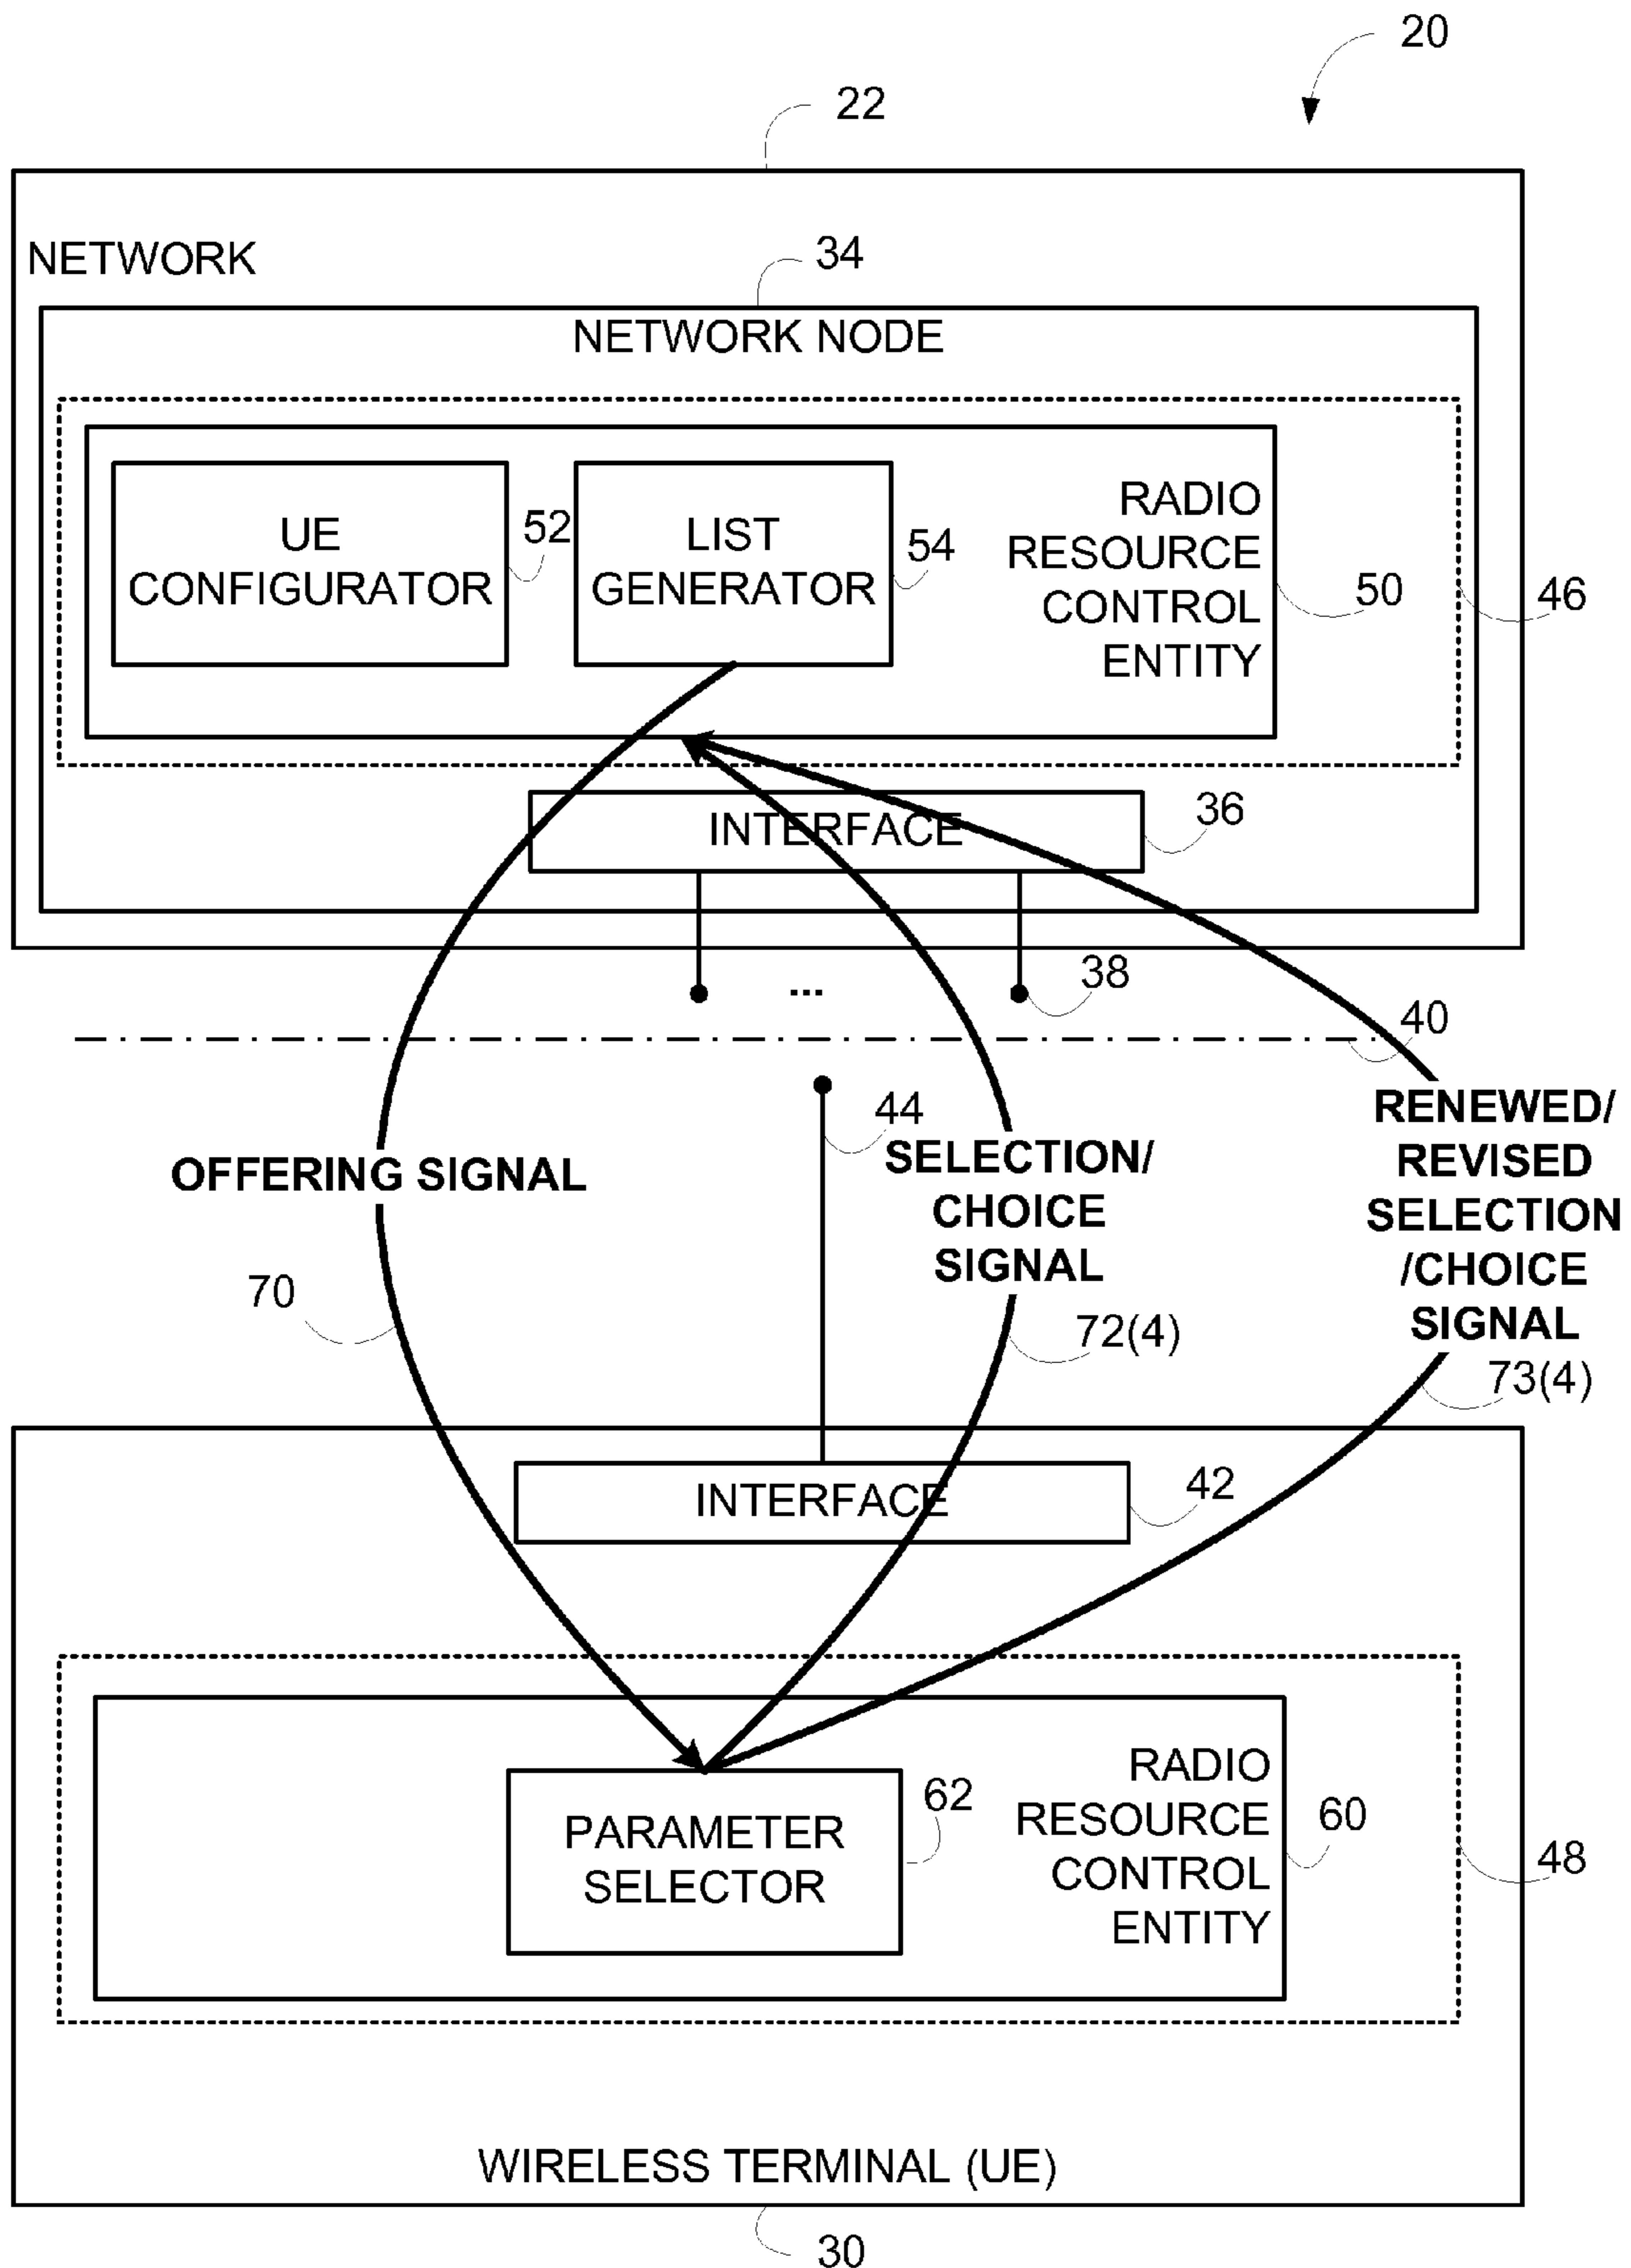 20
22
NETWORK
34
NETWORK NODE
UE
CONFIGURATOR
52
LIST
GENERATOR
54
RADIO
RESOURCE
CONTROL
ENTITY
50
46
INTERFACE
36
...
38
40
44
OFFERING SIGNAL
SELECTION/
CHOICE
SIGNAL
RENEWED/
REVISED
SELECTION
/CHOICE
SIGNAL
70
72(4)
73(4)
INTERFACE
42
PARAMETER
SELECTOR
62
RADIO
RESOURCE
CONTROL
ENTITY
60
48
WIRELESS TERMINAL (UE)
30